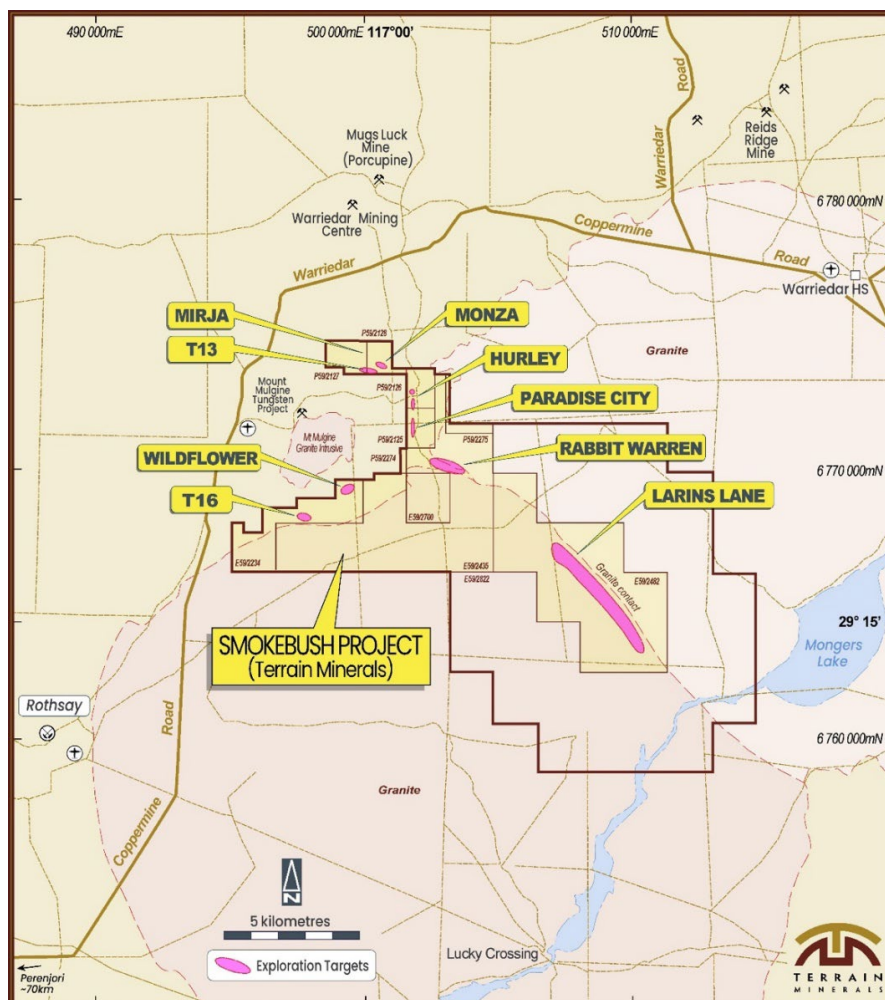 490 000mE
500 000mE
117°00'
510 000mE
Road
Mugs Luck
Mine
(Porcupine)
Warriedar Mining
Centre
Reids
Ridge
Mine
Warriedar
6 780 000mN
Coppermine
Road
Warriedar
Warriedar HS
MIRJA
T13
MONZA
P59/2128
P59/2127
P59/2126
HURLEY
Granite
Mount
Mulgine
Tungsten
Project
PARADISE CITY
Mt Mulgine
Granite Intrusive
P59/2125
P59/2274
P59/2275
WILDFLOWER
RABBIT WARREN
6 770 000mN
T16
LARINS LANE
E59/2700
E59/2234
E59/2435
E59/2822
Granite contact
E59/2482
SMOKEBUSH PROJECT
(Terrain Minerals)
29° 15'
Mongers
Lake
Rothsay
Road
6 760 000mN
Granite
Coppermine
N
5 kilometres
Exploration Targets
Lucky Crossing
Perenjori
~70km
TERRAIN
MINERALS